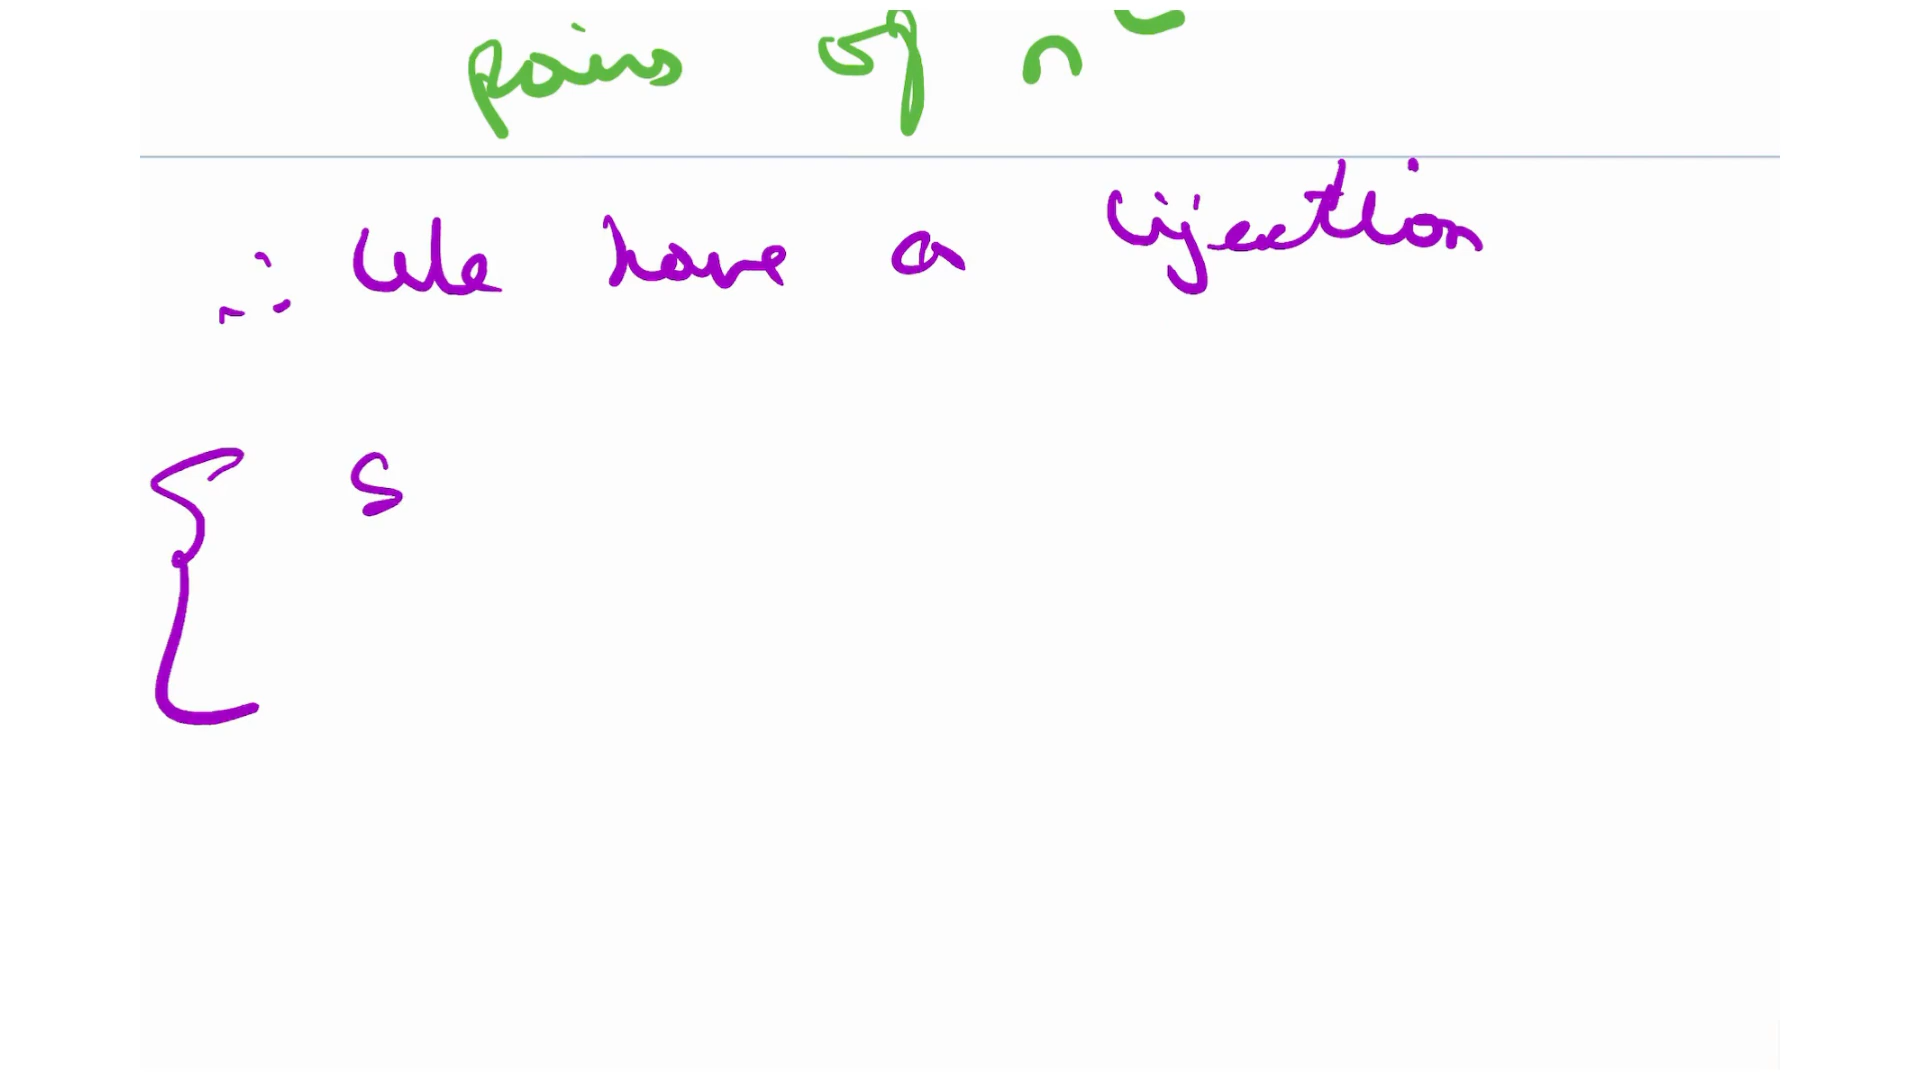 pairs of n
∴ We have a bijection
{ S